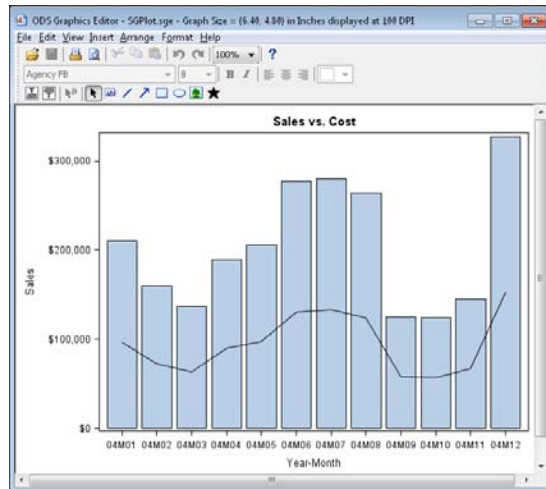 ODS Graphics Editor - SGPlot.sge - Graph Size = (6.40, 4.80) in Inches displayed at 100 DPI
File Edit View Insert Arrange Format Help
100% ?
Agency FB 8 B I
Sales vs. Cost
$300,000
$200,000
$100,000
$0
Sales
04M01 04M02 04M03 04M04 04M05 04M06 04M07 04M08 04M09 04M10 04M11 04M12
Year-Month